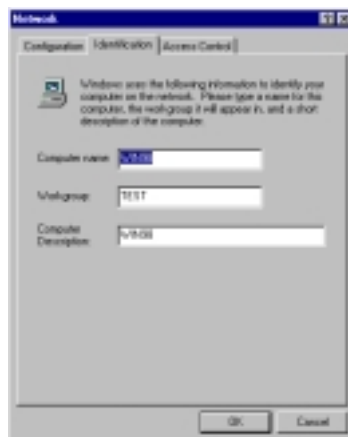 Network
Configuration Identification Access Control
Windows uses the following information to identify your
computer on the network. Please type a name for this
computer, the workgroup it will appear in, and a short
description of the computer.
Computer name:
Workgroup: TEST
Computer
Description:
OK Cancel